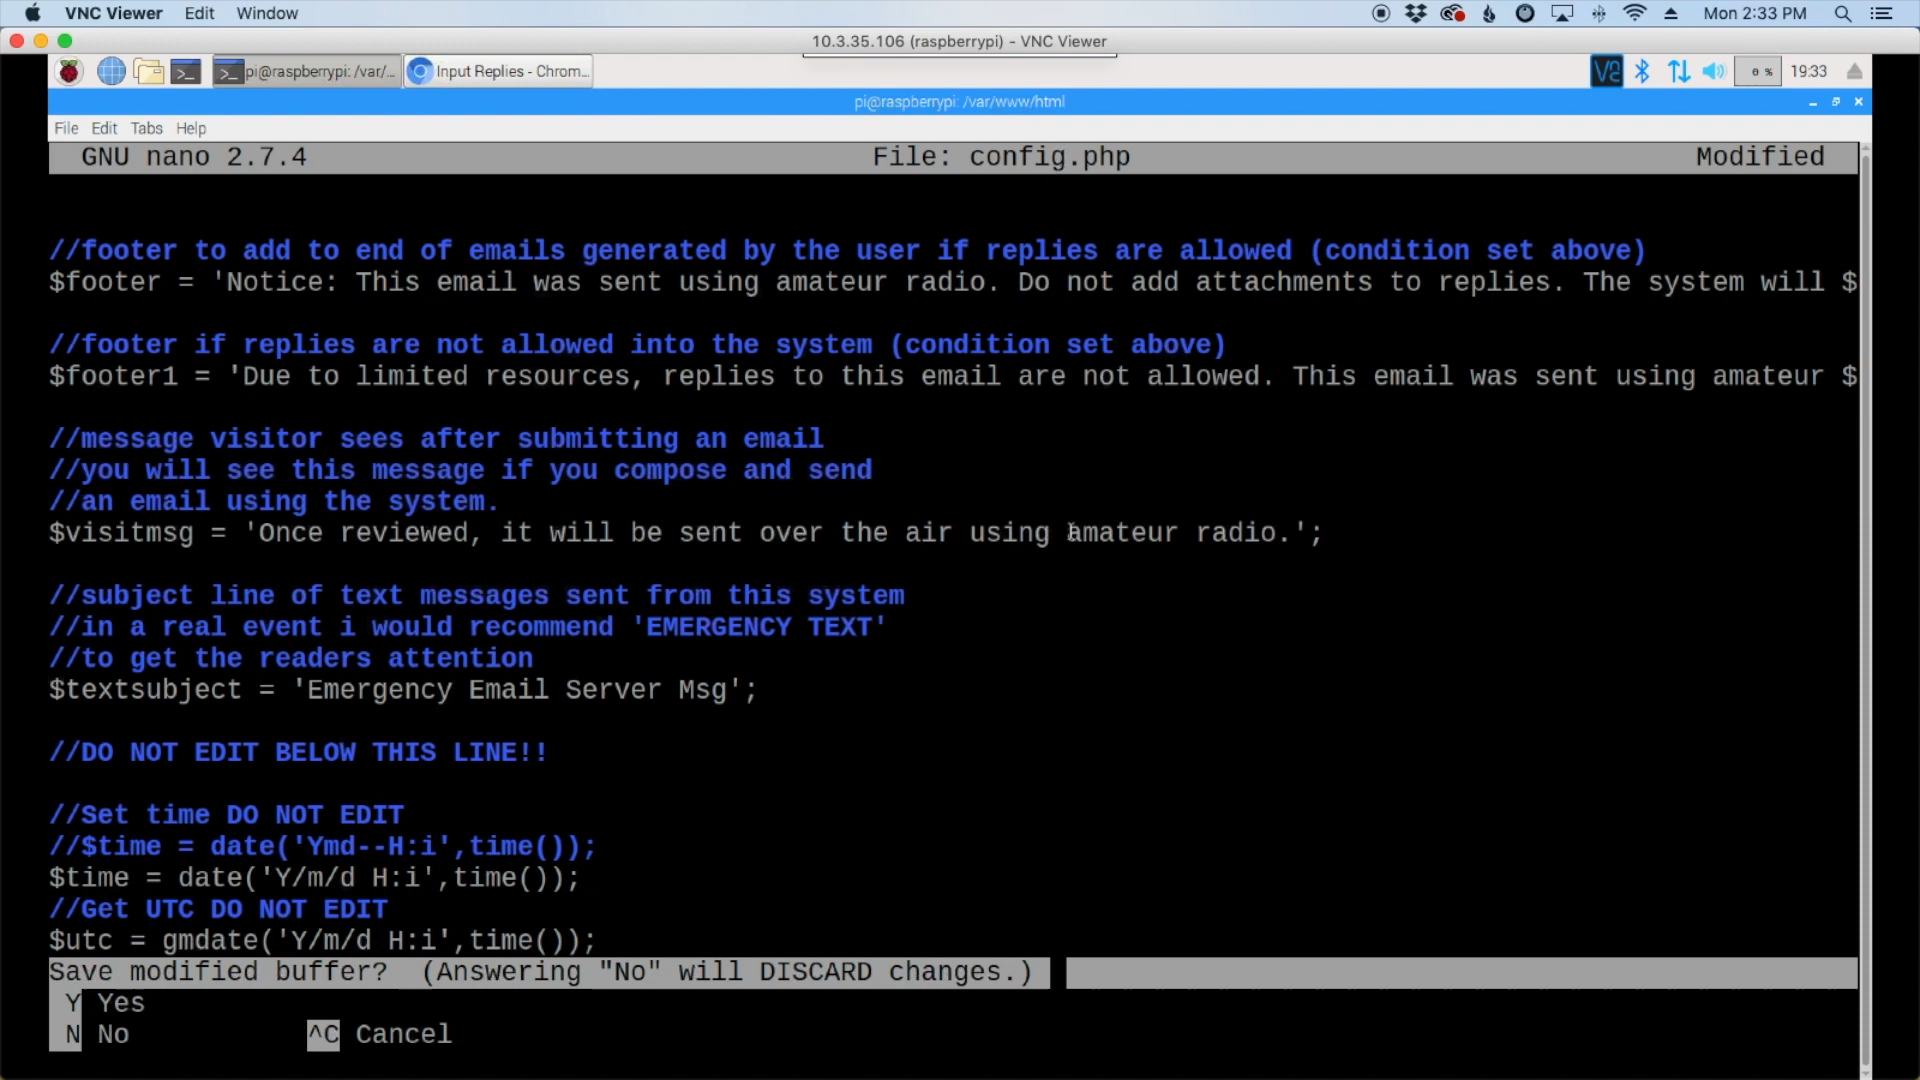 VNC Viewer Edit Window Mon 2:33 PM
10.3.35.106 (raspberrypi) - VNC Viewer
pi@raspberrypi: /var/... Input Replies - Chrom... V2 0 % 19:33
pi@raspberrypi: /var/www/html
File Edit Tabs Help
GNU nano 2.7.4 File: config.php Modified
//footer to add to end of emails generated by the user if replies are allowed (condition set above)
$footer = 'Notice: This email was sent using amateur radio. Do not add attachments to replies. The system will $
//footer if replies are not allowed into the system (condition set above)
$footer1 = 'Due to limited resources, replies to this email are not allowed. This email was sent using amateur $
//message visitor sees after submitting an email
//you will see this message if you compose and send
//an email using the system.
$visitmsg = 'Once reviewed, it will be sent over the air using amateur radio.';
//subject line of text messages sent from this system
//in a real event i would recommend 'EMERGENCY TEXT'
//to get the readers attention
$textsubject = 'Emergency Email Server Msg';
//DO NOT EDIT BELOW THIS LINE!!
//Set time DO NOT EDIT
//$time = date('Ymd--H:i',time());
$time = date('Y/m/d H:i',time());
//Get UTC DO NOT EDIT
$utc = gmdate('Y/m/d H:i',time());
Save modified buffer? (Answering "No" will DISCARD changes.)
Y Yes
N No ^C Cancel